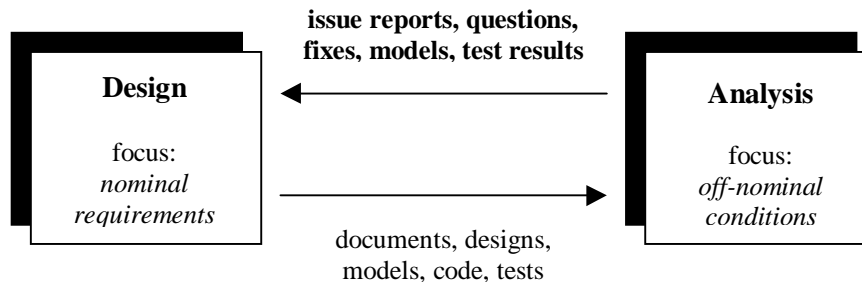 issue reports, questions,
fixes, models, test results
Design
focus:
nominal
requirements
Analysis
focus:
off-nominal
conditions
documents, designs,
models, code, tests